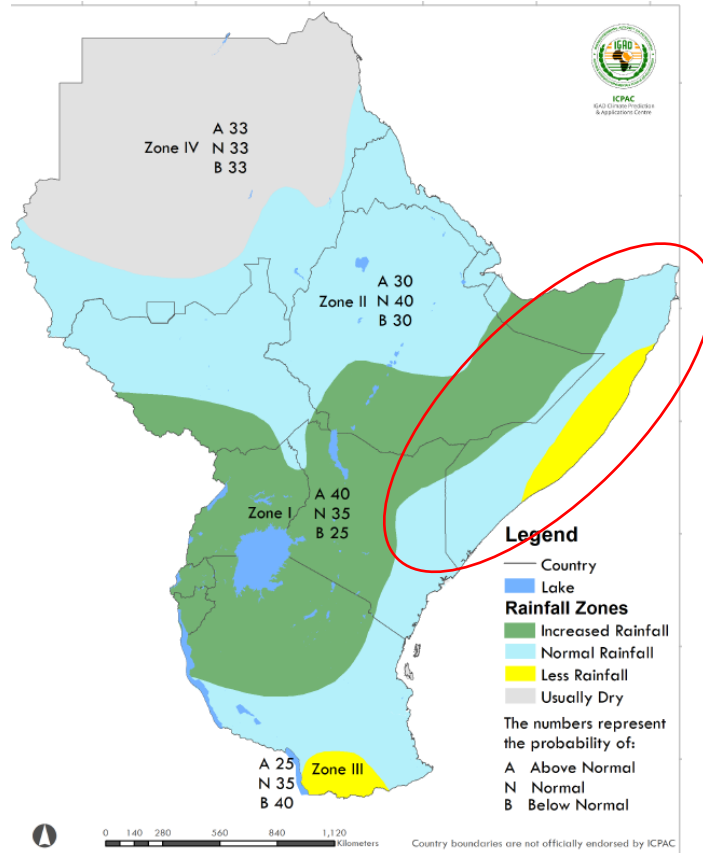 IGAD
ICPAC
IGAD Climate Prediction
& Applications Centre
A 33
Zone IV N 33
B 33
A 30
Zone II N 40
B 30
A 40
Zone I N 35
B 25
A 25
N 35
B 40
Zone III
Legend
Country
Lake
Rainfall Zones
Increased Rainfall
Normal Rainfall
Less Rainfall
Usually Dry
The numbers represent
the probability of:
A Above Normal
N Normal
B Below Normal
0 140 280 560 840 1,120
Kilometers
Country boundaries are not officially endorsed by ICPAC